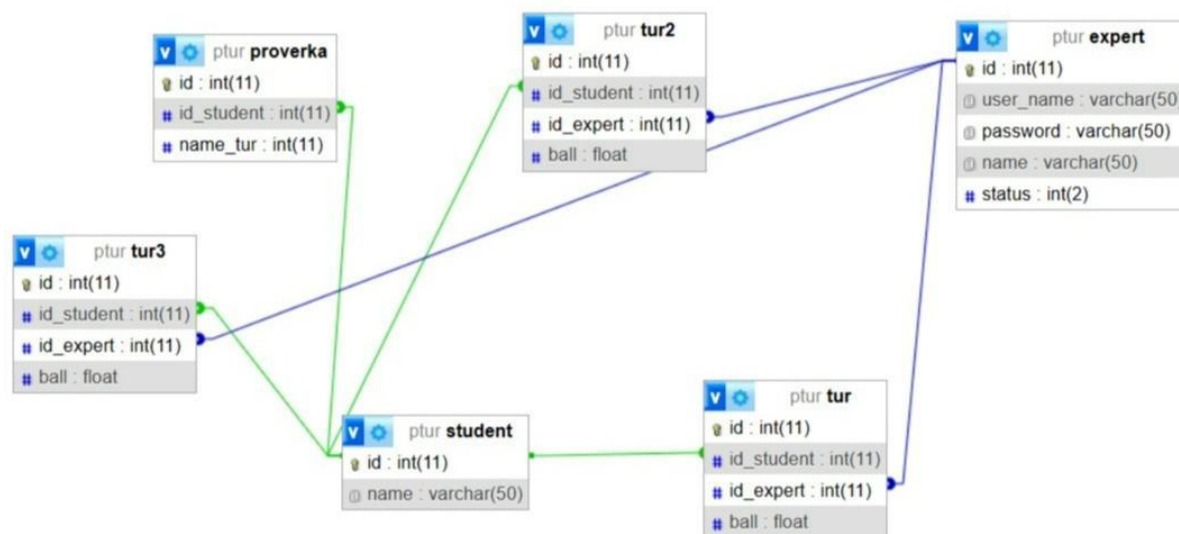 ptur proverka
id : int(11)
id_student : int(11)
name_tur : int(11)
ptur tur2
id : int(11)
id_student : int(11)
id_expert : int(11)
ball : float
ptur expert
id : int(11)
user_name : varchar(50)
password : varchar(50)
name : varchar(50)
status : int(2)
ptur tur3
id : int(11)
id_student : int(11)
id_expert : int(11)
ball : float
ptur student
id : int(11)
name : varchar(50)
ptur tur
id : int(11)
id_student : int(11)
id_expert : int(11)
ball : float